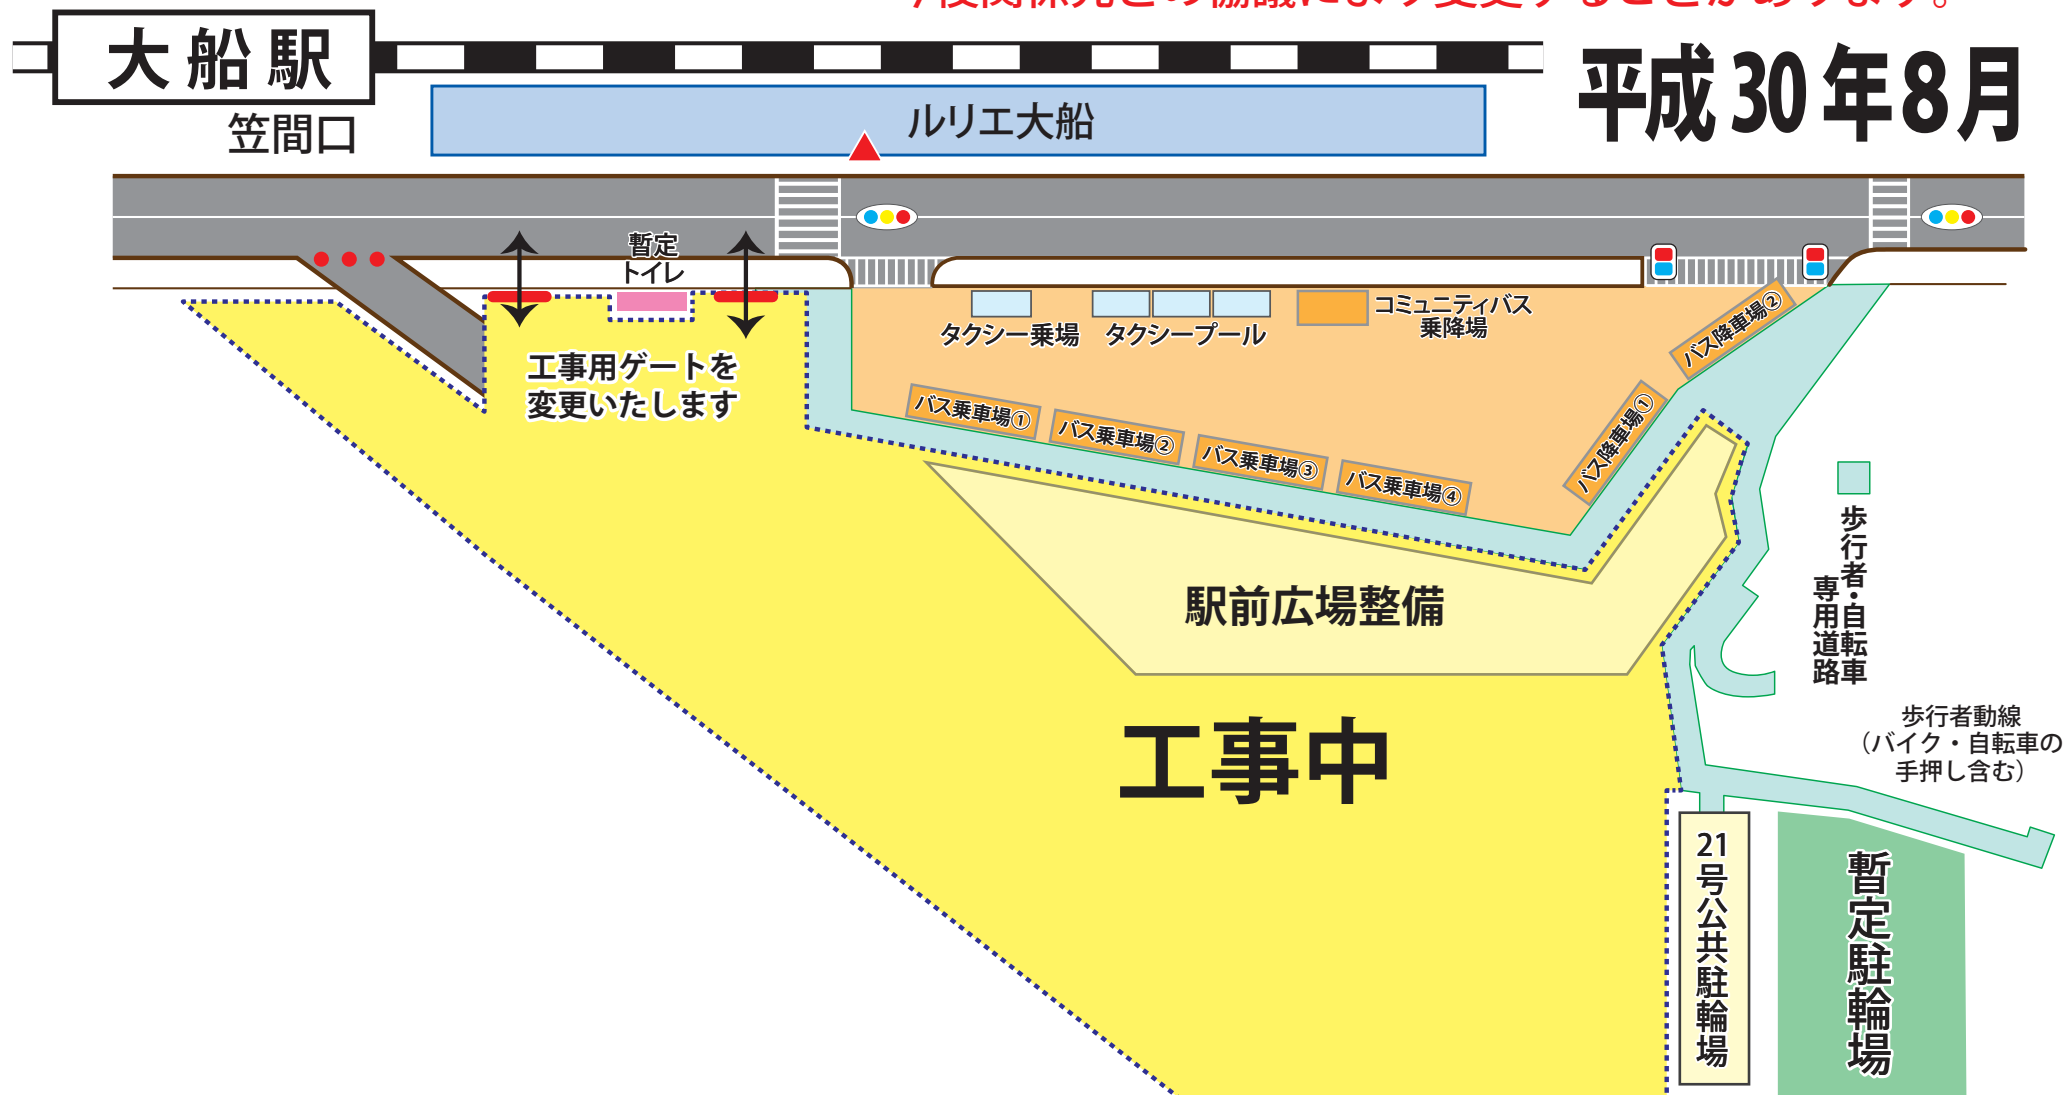 大船駅
笠間口
ルリエ大船
平成30年8月
暫定
トイレ
タクシー乗場
タクシープール
コミュニティバス
乗降場
バス降車場②
工事用ゲートを
変更いたします
バス乗車場①
バス乗車場②
バス乗車場③
バス乗車場④
バス降車場①
駅前広場整備
歩行者・自転車
専用道路
工事中
歩行者動線
（バイク・自転車の
手押し含む）
21号公共駐輪場
暫定駐輪場